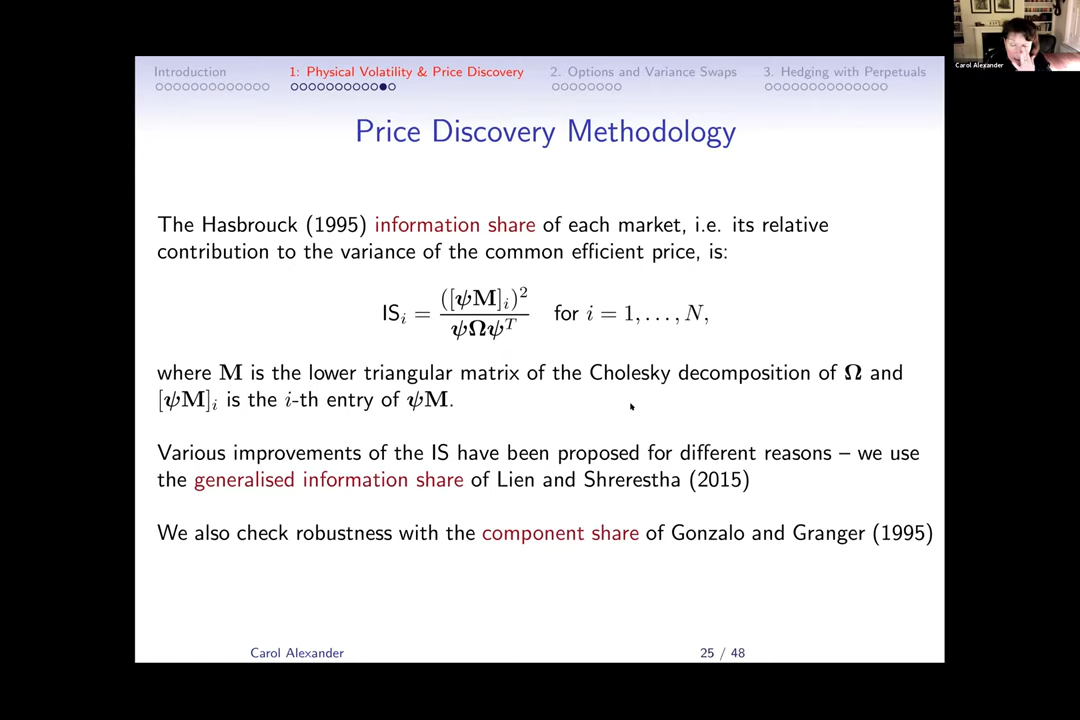 Carol Alexander
Introduction
1: Physical Volatility & Price Discovery
2. Options and Variance Swaps
3. Hedging with Perpetuals
Price Discovery Methodology
The Hasbrouck (1995) information share of each market, i.e. its relative
contribution to the variance of the common efficient price, is:
IS_i = ([ψM]_i)^2 / ψΩψ^T for i = 1, . . . , N,
where M is the lower triangular matrix of the Cholesky decomposition of Ω and
[ψM]_i is the i-th entry of ψM.
Various improvements of the IS have been proposed for different reasons – we use
the generalised information share of Lien and Shrerestha (2015)
We also check robustness with the component share of Gonzalo and Granger (1995)
Carol Alexander
25 / 48